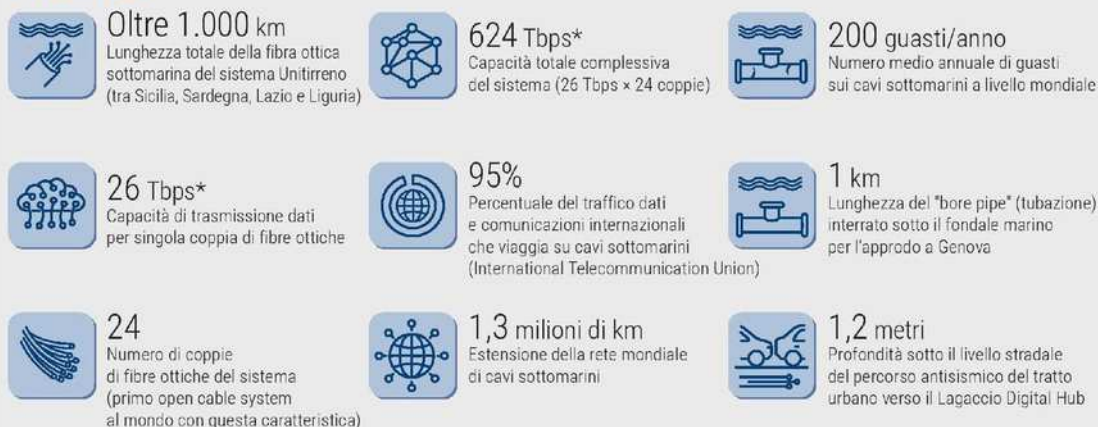 Oltre 1.000 km
Lunghezza totale della fibra ottica
sottomarina del sistema Unitirreno
(tra Sicilia, Sardegna, Lazio e Liguria)
624 Tbps*
Capacità totale complessiva
del sistema (26 Tbps × 24 coppie)
200 guasti/anno
Numero medio annuale di guasti
sui cavi sottomarini a livello mondiale
26 Tbps*
Capacità di trasmissione dati
per singola coppia di fibre ottiche
95%
Percentuale del traffico dati
e comunicazioni internazionali
che viaggia su cavi sottomarini
(International Telecommunication Union)
1 km
Lunghezza del "bore pipe" (tubazione)
interrato sotto il fondale marino
per l'approdo a Genova
24
Numero di coppie
di fibre ottiche del sistema
(primo open cable system
al mondo con questa caratteristica)
1,3 milioni di km
Estensione della rete mondiale
di cavi sottomarini
1,2 metri
Profondità sotto il livello stradale
del percorso antisismico del tratto
urbano verso il Lagaccio Digital Hub